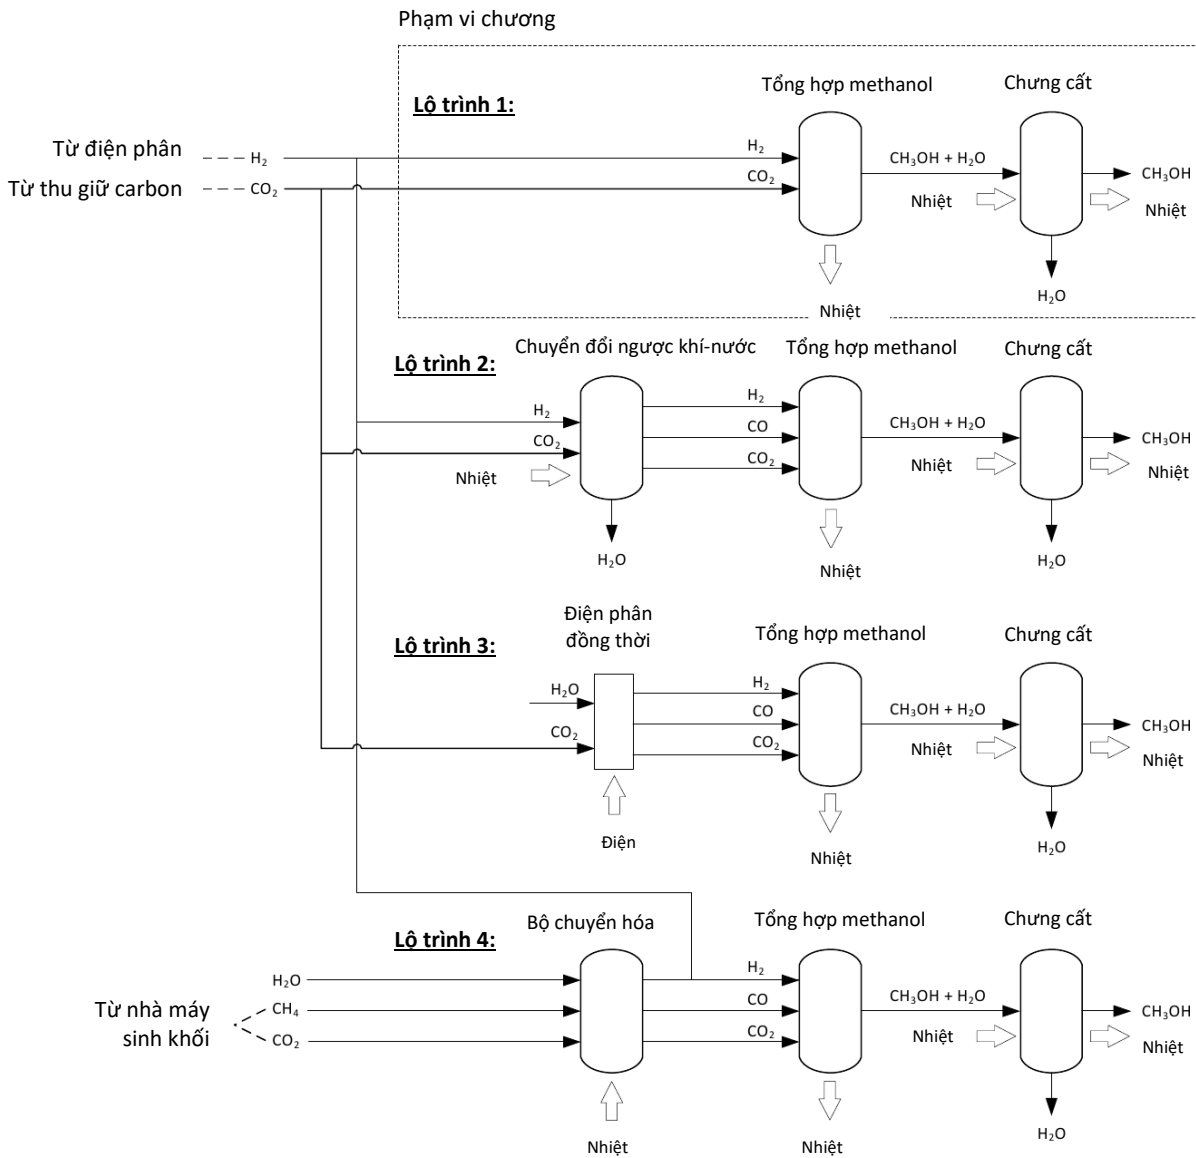 Phạm vi chương
Lộ trình 1:
Tổng hợp methanol
Chưng cất
Từ điện phân
H₂
H₂
Từ thu giữ carbon
CO₂
CO₂
CH₃OH + H₂O
CH₃OH
Nhiệt
Nhiệt
Nhiệt
H₂O
Lộ trình 2:
Chuyển đổi ngược khí-nước
Tổng hợp methanol
Chưng cất
H₂
CO₂
Nhiệt
H₂O
H₂
CO
CO₂
CH₃OH + H₂O
CH₃OH
Nhiệt
Nhiệt
Nhiệt
H₂O
Lộ trình 3:
Điện phân
đồng thời
Tổng hợp methanol
Chưng cất
H₂O
CO₂
Điện
H₂
CO
CO₂
CH₃OH + H₂O
CH₃OH
Nhiệt
Nhiệt
Nhiệt
H₂O
Lộ trình 4:
Bộ chuyển hóa
Tổng hợp methanol
Chưng cất
Từ nhà máy
sinh khối
H₂O
CH₄
CO₂
Nhiệt
H₂
CO
CO₂
CH₃OH + H₂O
CH₃OH
Nhiệt
Nhiệt
Nhiệt
H₂O